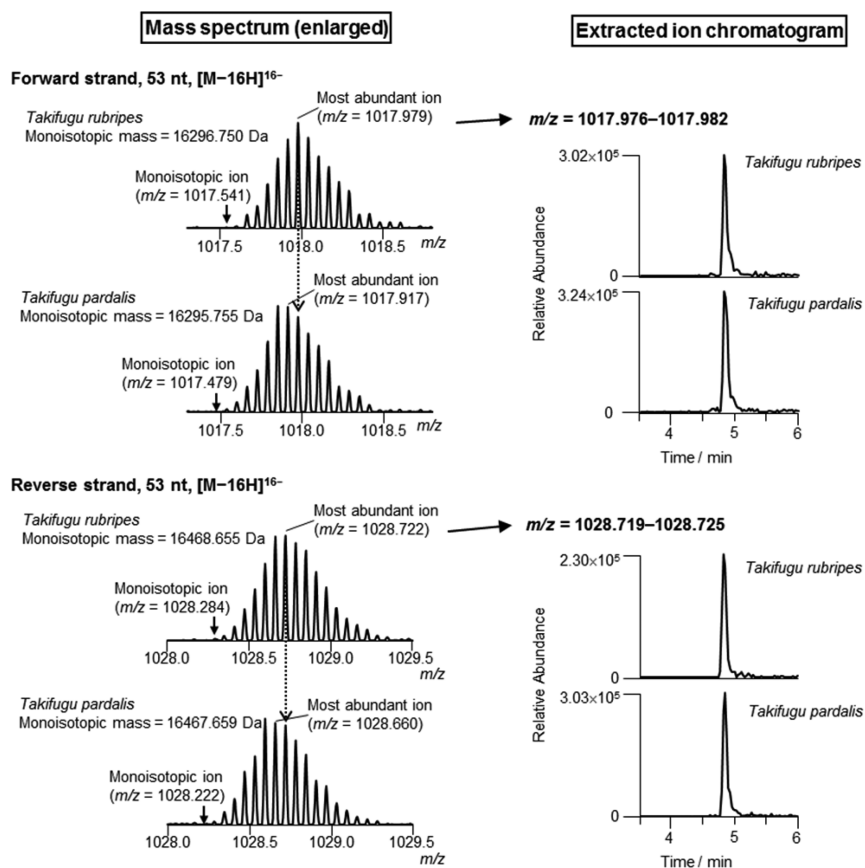 Mass spectrum (enlarged)
Extracted ion chromatogram
Forward strand, 53 nt, [M−16H]¹⁶⁻
Most abundant ion
(m/z = 1017.979)
m/z = 1017.976–1017.982
Takifugu rubripes
Monoisotopic mass = 16296.750 Da
Monoisotopic ion
(m/z = 1017.541)
1017.5 1018.0 1018.5 m/z
Most abundant ion
(m/z = 1017.917)
Takifugu pardalis
Monoisotopic mass = 16295.755 Da
Monoisotopic ion
(m/z = 1017.479)
1017.5 1018.0 1018.5 m/z
3.02×10⁵
Takifugu rubripes
0
3.24×10⁵
Takifugu pardalis
0
Relative Abundance
4 5 6
Time / min
Reverse strand, 53 nt, [M−16H]¹⁶⁻
Most abundant ion
(m/z = 1028.722)
m/z = 1028.719–1028.725
Takifugu rubripes
Monoisotopic mass = 16468.655 Da
Monoisotopic ion
(m/z = 1028.284)
1028.0 1028.5 1029.0 1029.5
m/z
Takifugu pardalis
Monoisotopic mass = 16467.659 Da
Most abundant ion
(m/z = 1028.660)
Monoisotopic ion
(m/z = 1028.222)
1028.0 1028.5 1029.0 1029.5
m/z
2.30×10⁵
Takifugu rubripes
0
3.03×10⁵
Takifugu pardalis
0
Relative Abundance
4 5 6
Time / min